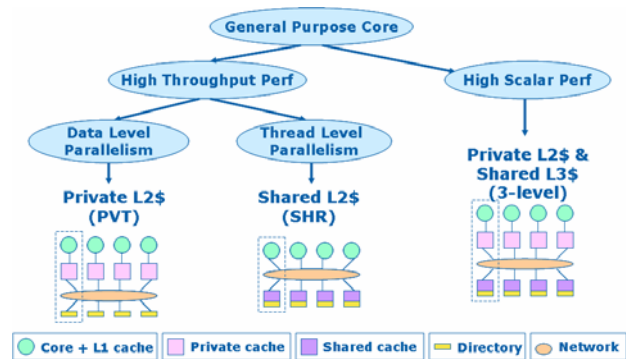 General Purpose Core
High Throughput Perf
High Scalar Perf
Data Level
Parallelism
Thread Level
Parallelism
Private L2$
(PVT)
Shared L2$
(SHR)
Private L2$ &
Shared L3$
(3-level)
Core + L1 cache
Private cache
Shared cache
Directory
Network